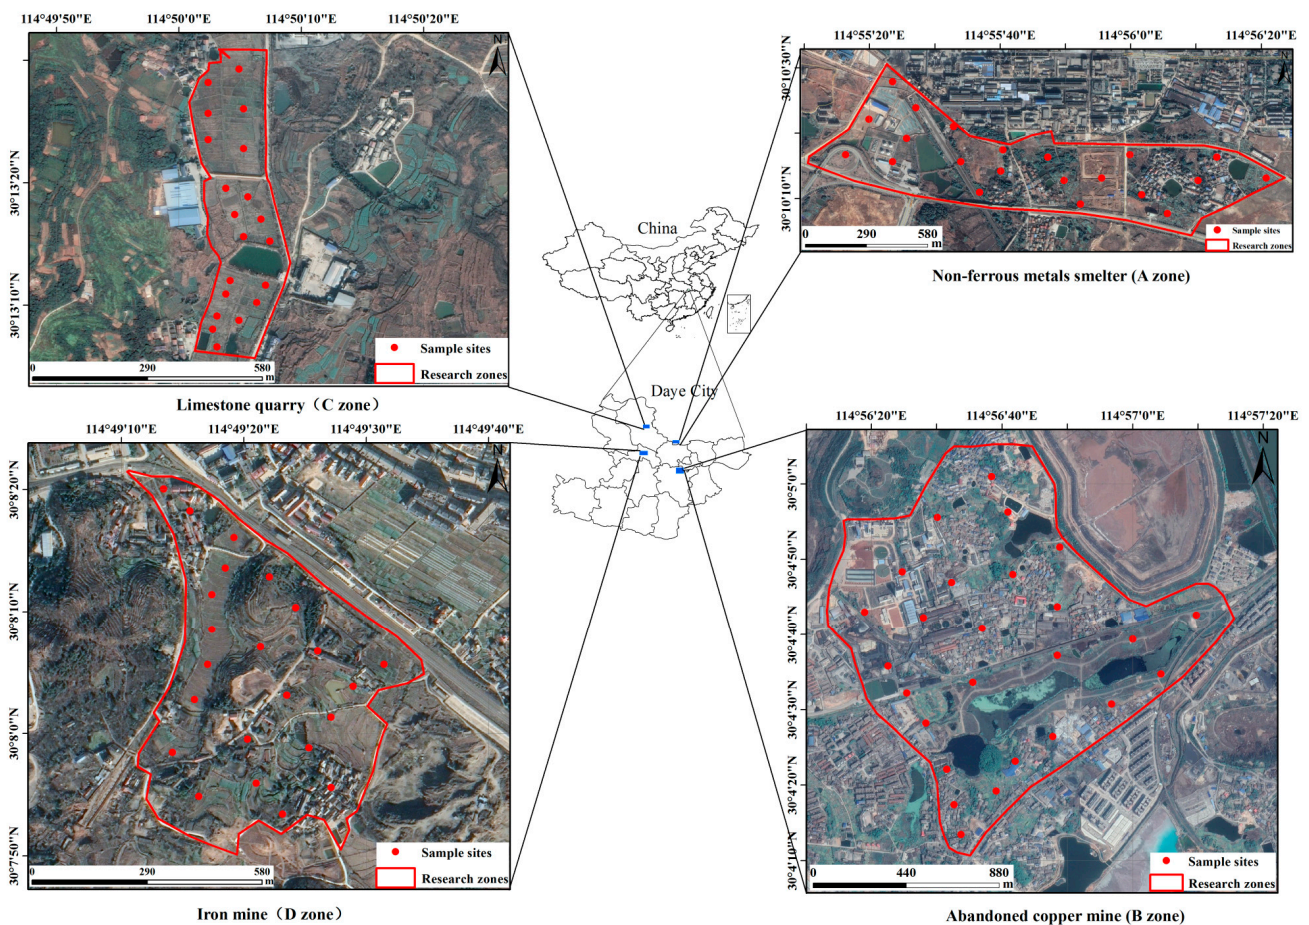 114°49'50"E 114°50'0"E 114°50'10"E 114°50'20"E
30°13'20"N
30°13'10"N
N
Sample sites
Research zones
0 290 580
m
Limestone quarry（C zone）
114°55'20"E 114°55'40"E 114°56'0"E 114°56'20"E
30°10'30"N
30°10'10"N
N
Sample sites
Research zones
0 290 580
m
Non-ferrous metals smelter (A zone)
China
Daye City
114°49'10"E 114°49'20"E 114°49'30"E 114°49'40"E
30°8'20"N
30°8'10"N
30°8'0"N
30°7'50"N
N
Sample sites
Research zones
0 290 580
m
Iron mine（D zone）
114°56'20"E 114°56'40"E 114°57'0"E 114°57'20"E
30°5'0"N
30°4'50"N
30°4'40"N
30°4'30"N
30°4'20"N
30°4'10"N
N
Sample sites
Research zones
0 440 880
m
Abandoned copper mine (B zone)